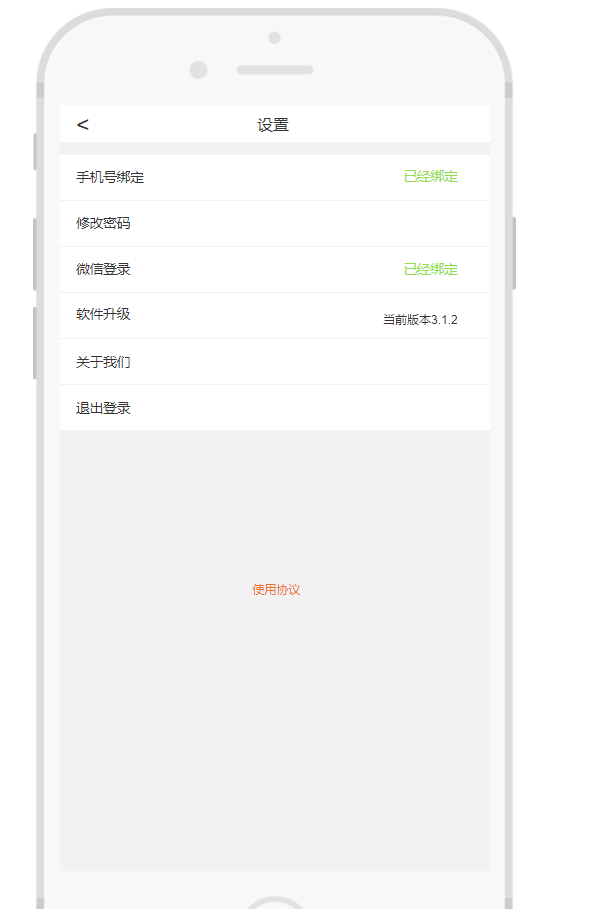 < 设置
手机号绑定 已经绑定
修改密码
微信登录 已经绑定
软件升级 当前版本3.1.2
关于我们
退出登录
使用协议